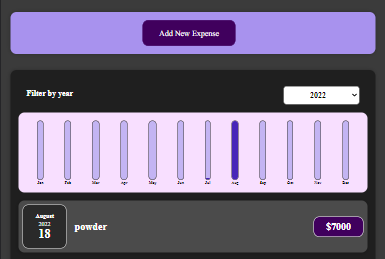 Add New Expense
Filter by year
2022
Jan Feb Mar Apr May Jun Jul Aug Sep Oct Nov Dec
August
2022
18
powder
$7000